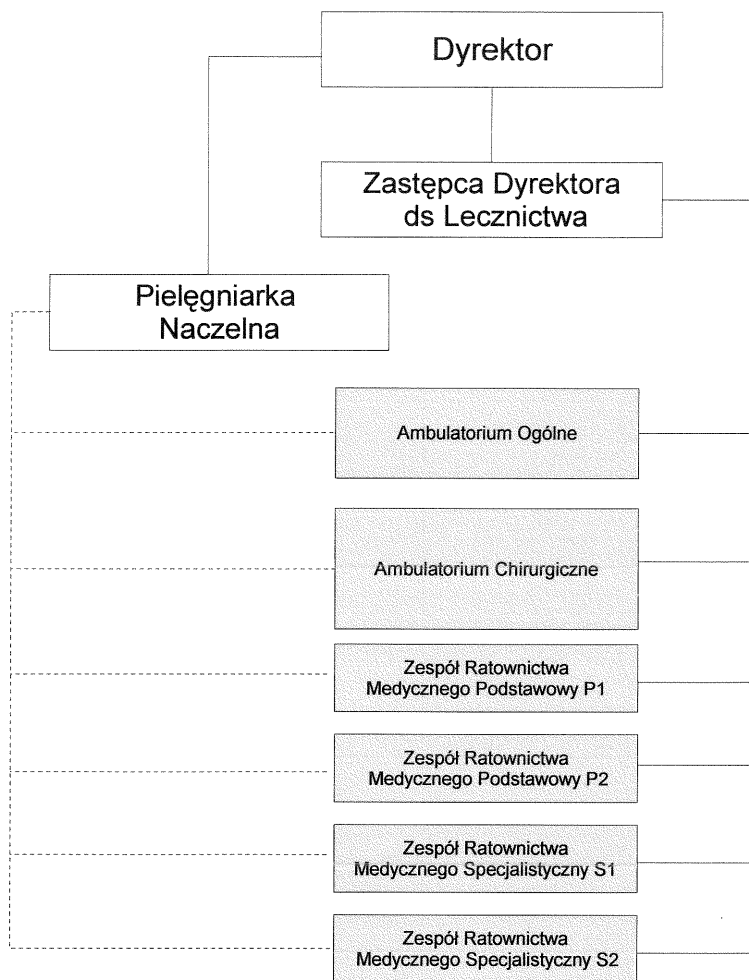 Dyrektor
Zastępca Dyrektora
ds Lecznictwa
Pielęgniarka
Naczelna
Ambulatorium Ogólne
Ambulatorium Chirurgiczne
Zespół Ratownictwa
Medycznego Podstawowy P1
Zespół Ratownictwa
Medycznego Podstawowy P2
Zespół Ratownictwa
Medycznego Specjalistyczny S1
Zespół Ratownictwa
Medycznego Specjalistyczny S2